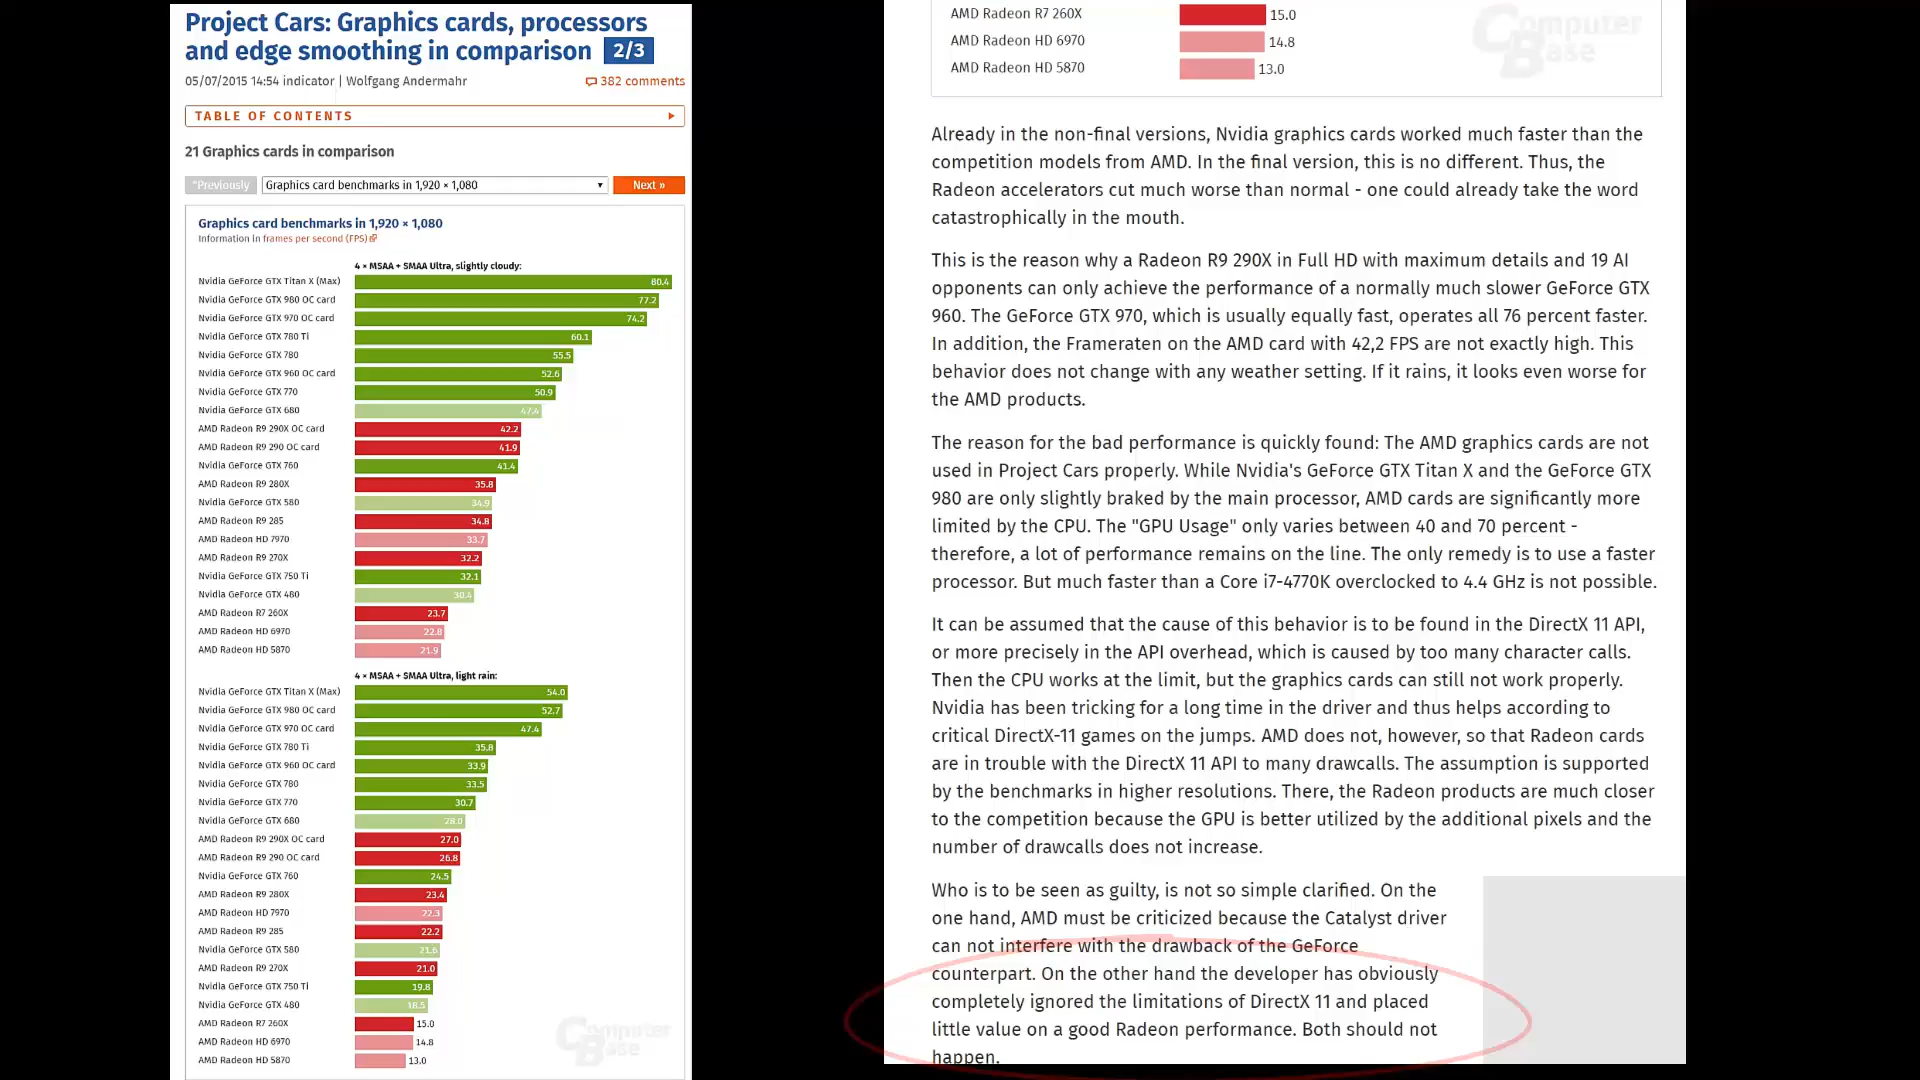 Project Cars: Graphics cards, processors
and edge smoothing in comparison 2/3
05/07/2015 14:54 indicator | Wolfgang Andermahr 382 comments
TABLE OF CONTENTS
21 Graphics cards in comparison
"Previously Graphics card benchmarks in 1,920 × 1,080 Next »
Graphics card benchmarks in 1,920 × 1,080
Information in frames per second (FPS)
4 × MSAA + SMAA Ultra, slightly cloudy:
Nvidia GeForce GTX Titan X (Max) 80.4
Nvidia GeForce GTX 980 OC card 77.2
Nvidia GeForce GTX 970 OC card 74.2
Nvidia GeForce GTX 780 Ti 60.1
Nvidia GeForce GTX 780 55.5
Nvidia GeForce GTX 960 OC card 52.6
Nvidia GeForce GTX 770 50.9
Nvidia GeForce GTX 680 47.4
AMD Radeon R9 290X OC card 42.2
AMD Radeon R9 290 OC card 41.9
Nvidia GeForce GTX 760 41.4
AMD Radeon R9 280X 35.8
Nvidia GeForce GTX 580 34.9
AMD Radeon R9 285 34.8
AMD Radeon HD 7970 33.7
AMD Radeon R9 270X 32.2
Nvidia GeForce GTX 750 Ti 32.1
Nvidia GeForce GTX 480 30.4
AMD Radeon R7 260X 23.7
AMD Radeon HD 6970 22.8
AMD Radeon HD 5870 21.9
4 × MSAA + SMAA Ultra, light rain:
Nvidia GeForce GTX Titan X (Max) 54.0
Nvidia GeForce GTX 980 OC card 52.7
Nvidia GeForce GTX 970 OC card 47.4
Nvidia GeForce GTX 780 Ti 35.8
Nvidia GeForce GTX 960 OC card 33.9
Nvidia GeForce GTX 780 33.5
Nvidia GeForce GTX 770 30.7
Nvidia GeForce GTX 680 28.0
AMD Radeon R9 290X OC card 27.0
AMD Radeon R9 290 OC card 26.8
Nvidia GeForce GTX 760 24.5
AMD Radeon R9 280X 23.4
AMD Radeon HD 7970 22.3
AMD Radeon R9 285 22.2
Nvidia GeForce GTX 580 21.6
AMD Radeon R9 270X 21.0
Nvidia GeForce GTX 750 Ti 19.8
Nvidia GeForce GTX 480 18.5
AMD Radeon R7 260X 15.0
AMD Radeon HD 6970 14.8
AMD Radeon HD 5870 13.0
Computer
Base
AMD Radeon R7 260X 15.0
AMD Radeon HD 6970 14.8
AMD Radeon HD 5870 13.0
Computer
Base
Already in the non-final versions, Nvidia graphics cards worked much faster than the
competition models from AMD. In the final version, this is no different. Thus, the
Radeon accelerators cut much worse than normal - one could already take the word
catastrophically in the mouth.
This is the reason why a Radeon R9 290X in Full HD with maximum details and 19 AI
opponents can only achieve the performance of a normally much slower GeForce GTX
960. The GeForce GTX 970, which is usually equally fast, operates all 76 percent faster.
In addition, the Frameraten on the AMD card with 42,2 FPS are not exactly high. This
behavior does not change with any weather setting. If it rains, it looks even worse for
the AMD products.
The reason for the bad performance is quickly found: The AMD graphics cards are not
used in Project Cars properly. While Nvidia's GeForce GTX Titan X and the GeForce GTX
980 are only slightly braked by the main processor, AMD cards are significantly more
limited by the CPU. The "GPU Usage" only varies between 40 and 70 percent -
therefore, a lot of performance remains on the line. The only remedy is to use a faster
processor. But much faster than a Core i7-4770K overclocked to 4.4 GHz is not possible.
It can be assumed that the cause of this behavior is to be found in the DirectX 11 API,
or more precisely in the API overhead, which is caused by too many character calls.
Then the CPU works at the limit, but the graphics cards can still not work properly.
Nvidia has been tricking for a long time in the driver and thus helps according to
critical DirectX-11 games on the jumps. AMD does not, however, so that Radeon cards
are in trouble with the DirectX 11 API to many drawcalls. The assumption is supported
by the benchmarks in higher resolutions. There, the Radeon products are much closer
to the competition because the GPU is better utilized by the additional pixels and the
number of drawcalls does not increase.
Who is to be seen as guilty, is not so simple clarified. On the
one hand, AMD must be criticized because the Catalyst driver
can not interfere with the drawback of the GeForce
counterpart. On the other hand the developer has obviously
completely ignored the limitations of DirectX 11 and placed
little value on a good Radeon performance. Both should not
happen.